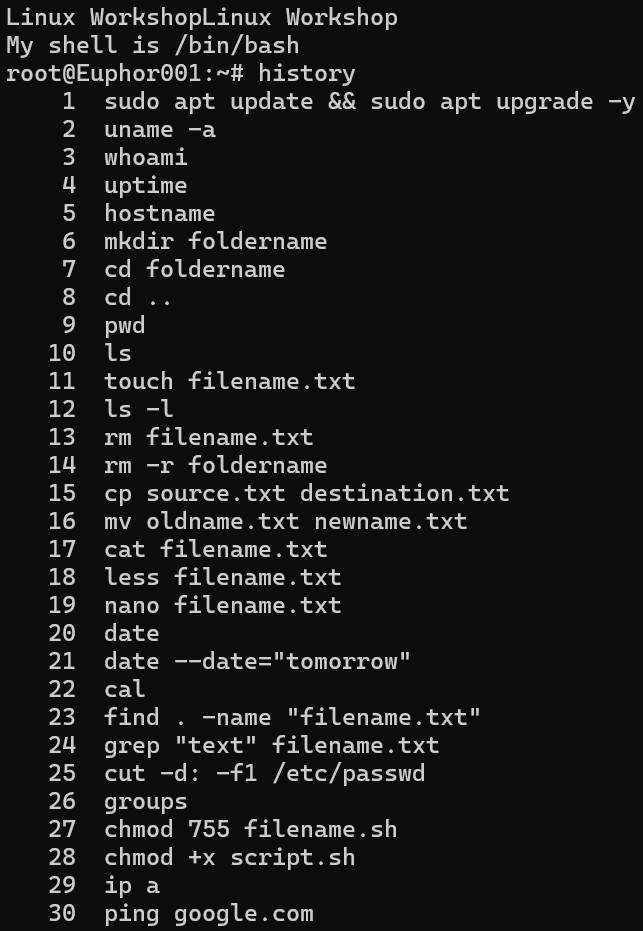 Linux WorkshopLinux Workshop
My shell is /bin/bash
root@Euphor001:~# history
1 sudo apt update && sudo apt upgrade -y
2 uname -a
3 whoami
4 uptime
5 hostname
6 mkdir foldername
7 cd foldername
8 cd ..
9 pwd
10 ls
11 touch filename.txt
12 ls -l
13 rm filename.txt
14 rm -r foldername
15 cp source.txt destination.txt
16 mv oldname.txt newname.txt
17 cat filename.txt
18 less filename.txt
19 nano filename.txt
20 date
21 date --date="tomorrow"
22 cal
23 find . -name "filename.txt"
24 grep "text" filename.txt
25 cut -d: -f1 /etc/passwd
26 groups
27 chmod 755 filename.sh
28 chmod +x script.sh
29 ip a
30 ping google.com